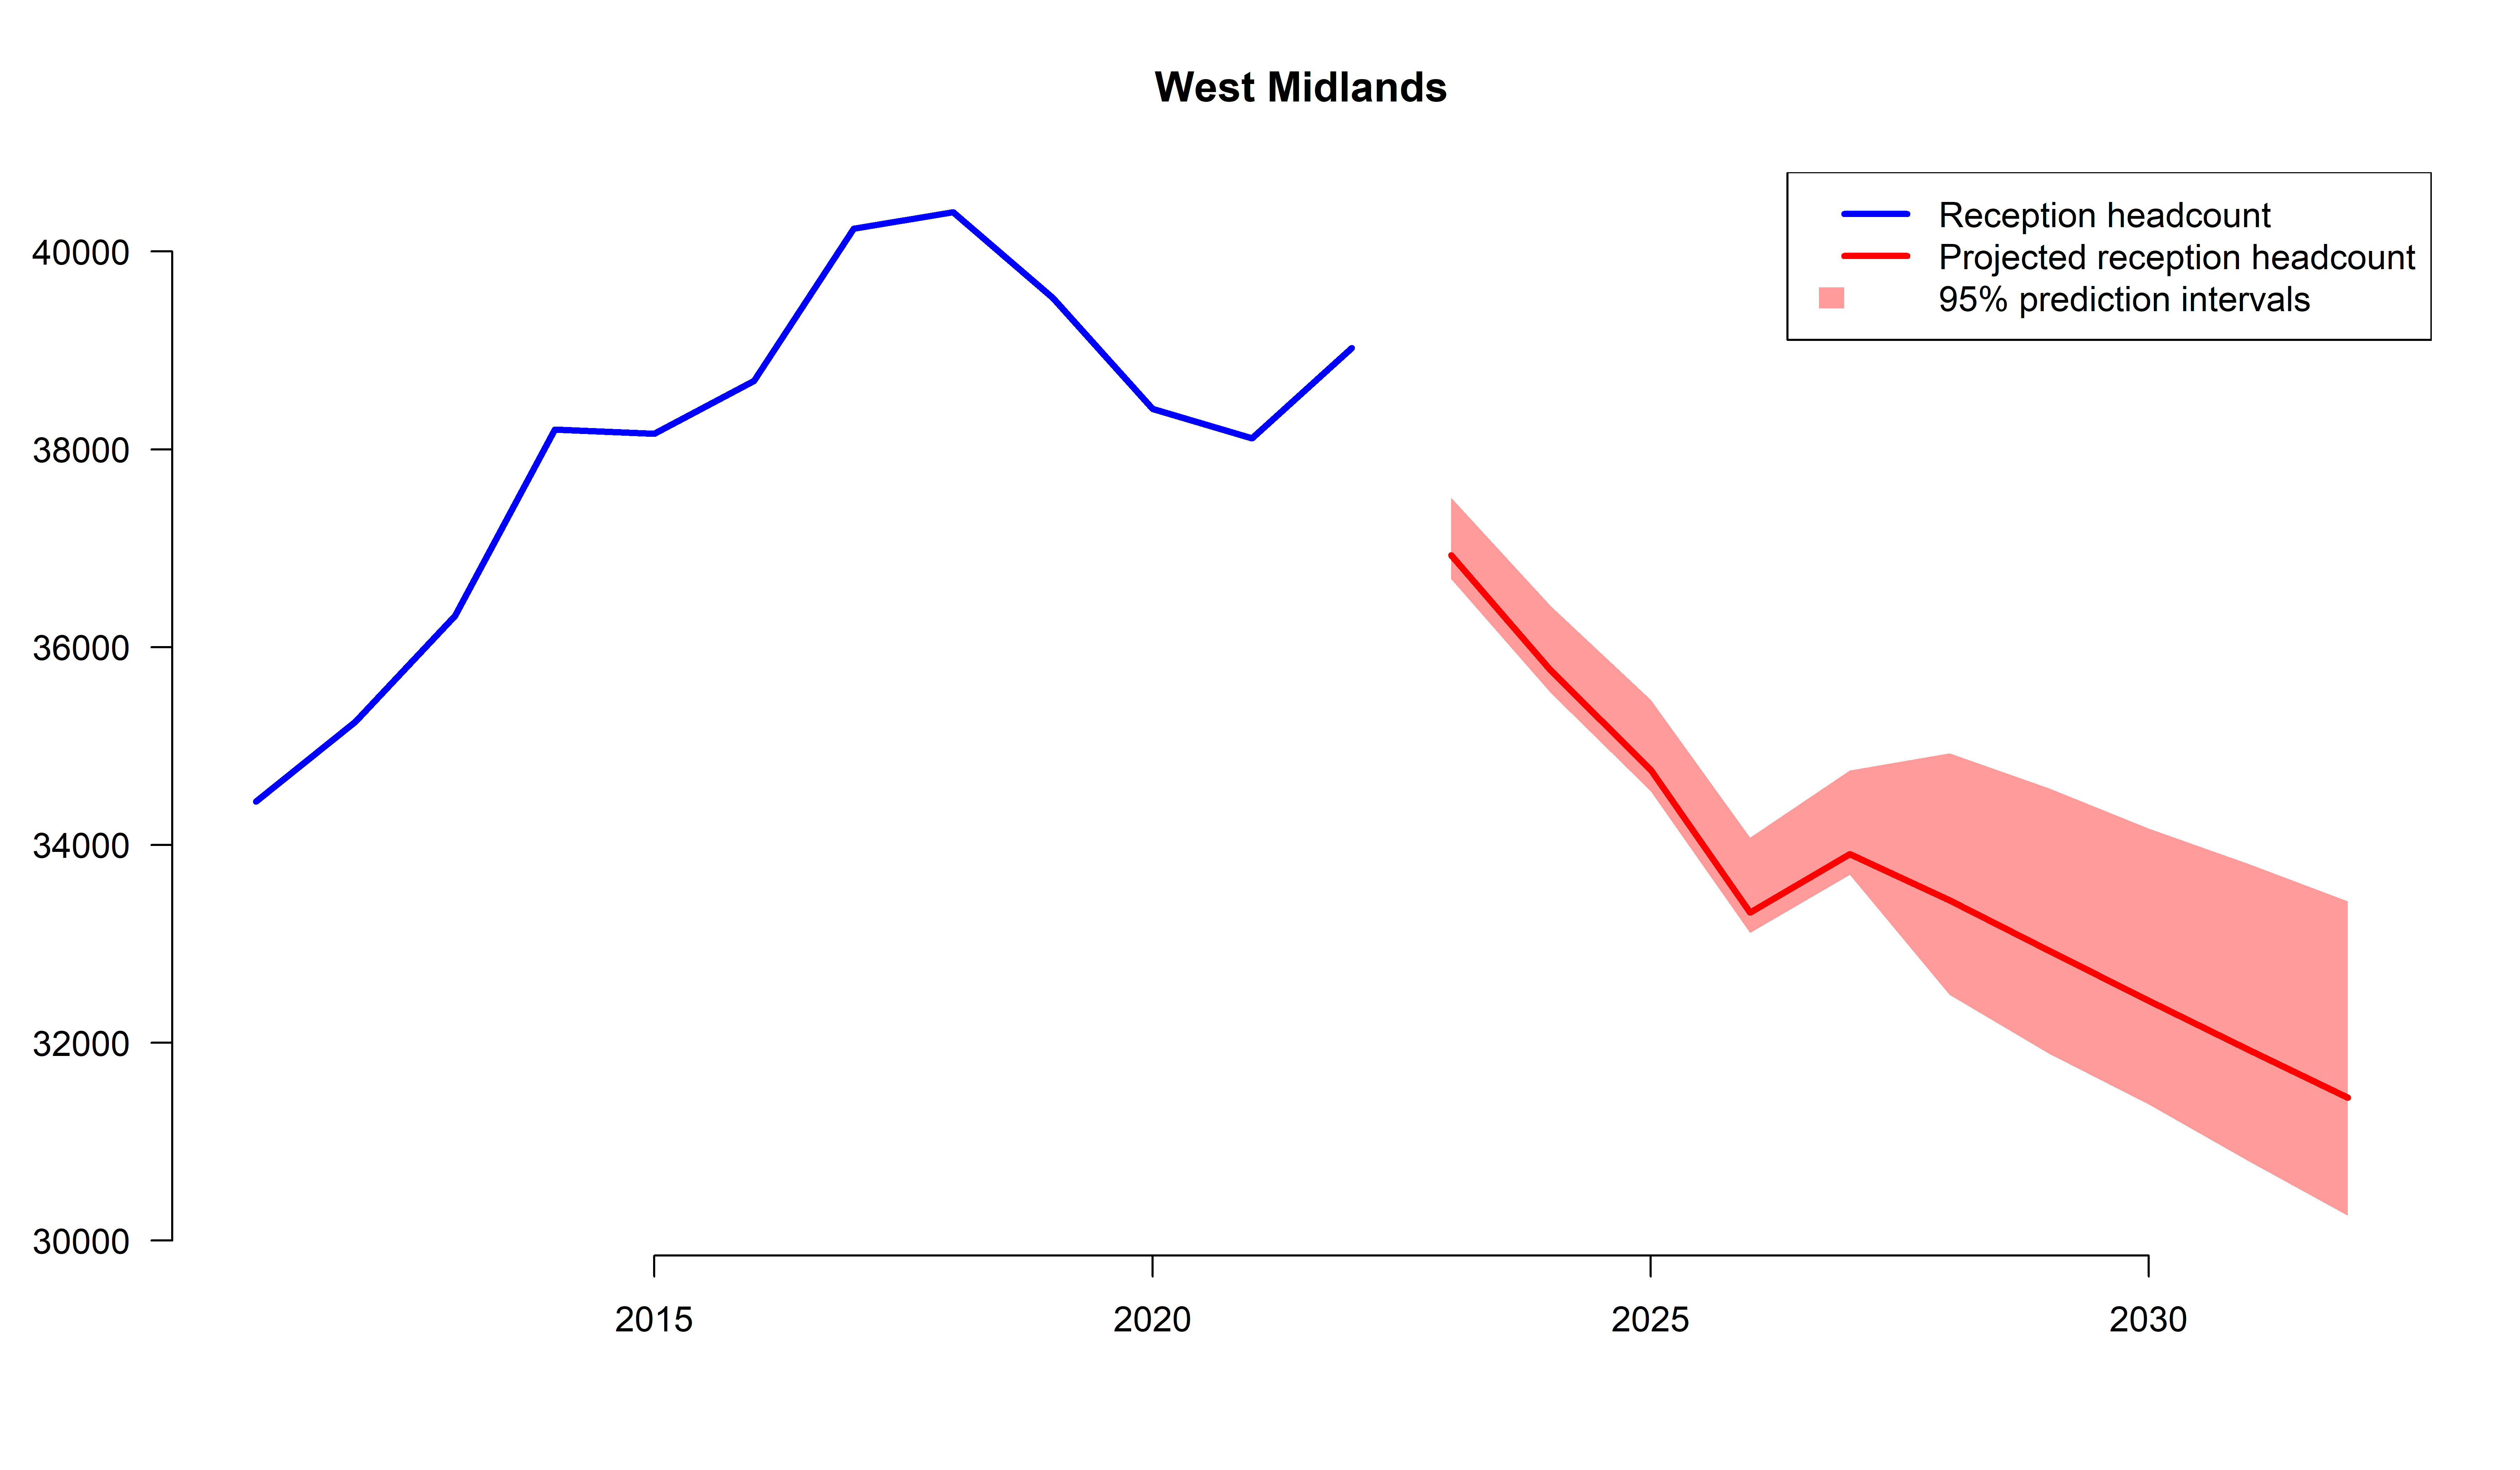 West Midlands
Reception headcount
Projected reception headcount
95% prediction intervals
40000
38000
36000
34000
32000
30000
2015 2020 2025 2030